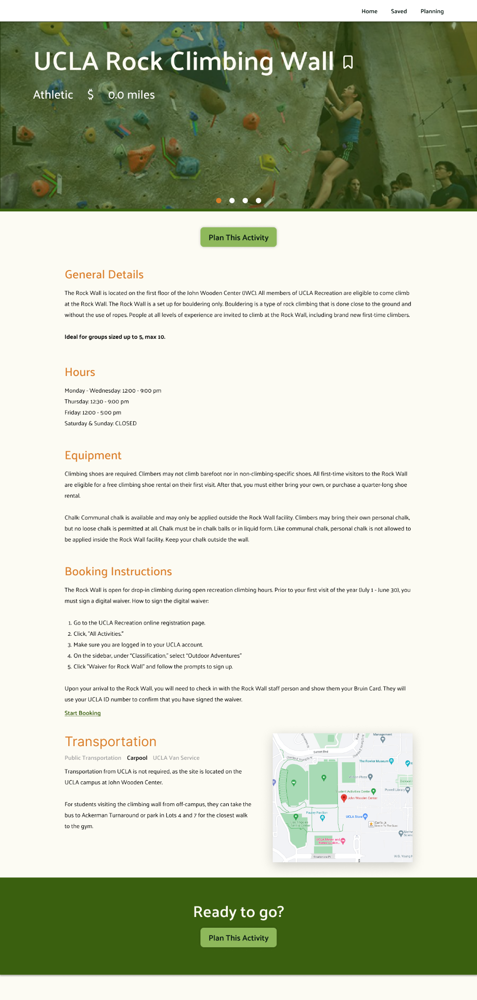 Home Saved Planning
UCLA Rock Climbing Wall
Athletic $ 0.0 miles
Plan This Activity
General Details
The Rock Wall is located on the first floor of the John Wooden Center (JWC). All members of UCLA Recreation are eligible to come climb
at the Rock Wall. The Rock Wall is a set up for bouldering only. Bouldering is a type of rock climbing that is done close to the ground and
without the use of ropes. People at all levels of experience are invited to climb at the Rock Wall, including brand new first-time climbers.
Ideal for groups sized up to 5, max 10.
Hours
Monday - Wednesday: 12:00 - 9:00 pm
Thursday: 12:30 - 9:00 pm
Friday: 12:00 - 5:00 pm
Saturday & Sunday: CLOSED
Equipment
Climbing shoes are required. Climbers may not climb barefoot nor in non-climbing-specific shoes. All first-time visitors to the Rock Wall
are eligible for a free climbing shoe rental on their first visit. After that, you must either bring your own, or purchase a quarter-long shoe
rental.
Chalk: Communal chalk is available and may only be applied outside the Rock Wall facility. Climbers may bring their own personal chalk,
but no loose chalk is permitted at all. Chalk must be in chalk balls or in liquid form. Like communal chalk, personal chalk is not allowed to
be applied inside the Rock Wall facility. Keep your chalk outside the wall.
Booking Instructions
The Rock Wall is open for drop-in climbing during open recreation climbing hours. Prior to your first visit of the year (July 1 - June 30), you
must sign a digital waiver. How to sign the digital waiver:
1. Go to the UCLA Recreation online registration page.
2. Click, "All Activities."
3. Make sure you are logged in to your UCLA account.
4. On the sidebar, under “Classification,” select “Outdoor Adventures”
5. Click "Waiver for Rock Wall" and follow the prompts to sign up.
Upon your arrival to the Rock Wall, you will need to check in with the Rock Wall staff person and show them your Bruin Card. They will
use your UCLA ID number to confirm that you have signed the waiver.
Start Booking
Transportation
Public Transportation Carpool UCLA Van Service
Transportation from UCLA is not required, as the site is located on the
UCLA campus at John Wooden Center.
For students visiting the climbing wall from off-campus, they can take the
bus to Ackerman Turnaround or park in Lots 4 and 7 for the closest walk
to the gym.
Management
Sunset Blvd
Charles E Young Dr N
Charles E Young Dr N
The Fowler Museum
Wilson Plaza
Dickson
Student Activities Center
Powell Library
John Wooden Center
Pauley Pavilion
UCLA Store
Los Angeles
Tennis Center
Carl's Jr.
UCLA Meyer and
Renee Luskin...
Strathmore Pl
W.G. Young
Ready to go?
Plan This Activity